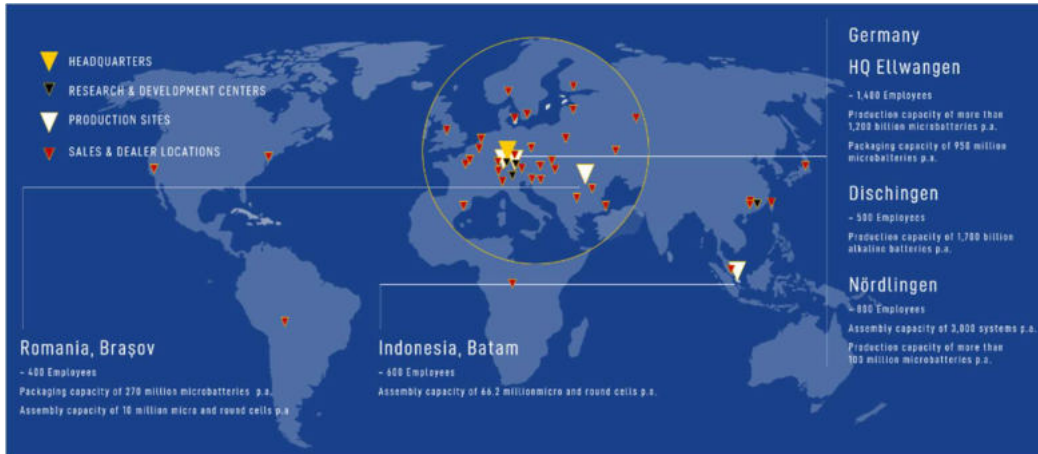 HEADQUARTERS
RESEARCH & DEVELOPMENT CENTERS
PRODUCTION SITES
SALES & DEALER LOCATIONS
Germany
HQ Ellwangen
~ 1,400 Employees
Production capacity of more than
1,200 billion microbatteries p.a.
Packaging capacity of 950 million
microbatteries p.a.
Dischingen
~ 500 Employees
Production capacity of 1,700 billion
alkaline batteries p.a.
Nördlingen
~ 800 Employees
Assembly capacity of 3,000 systems p.a.
Production capacity of more than
100 million microbatteries p.a.
Romania, Brașov
~ 400 Employees
Packaging capacity of 270 million microbatteries p.a.
Assembly capacity of 10 million micro and round cells p.a
Indonesia, Batam
~ 600 Employees
Assembly capacity of 66.2 millionmicro and round cells p.a.